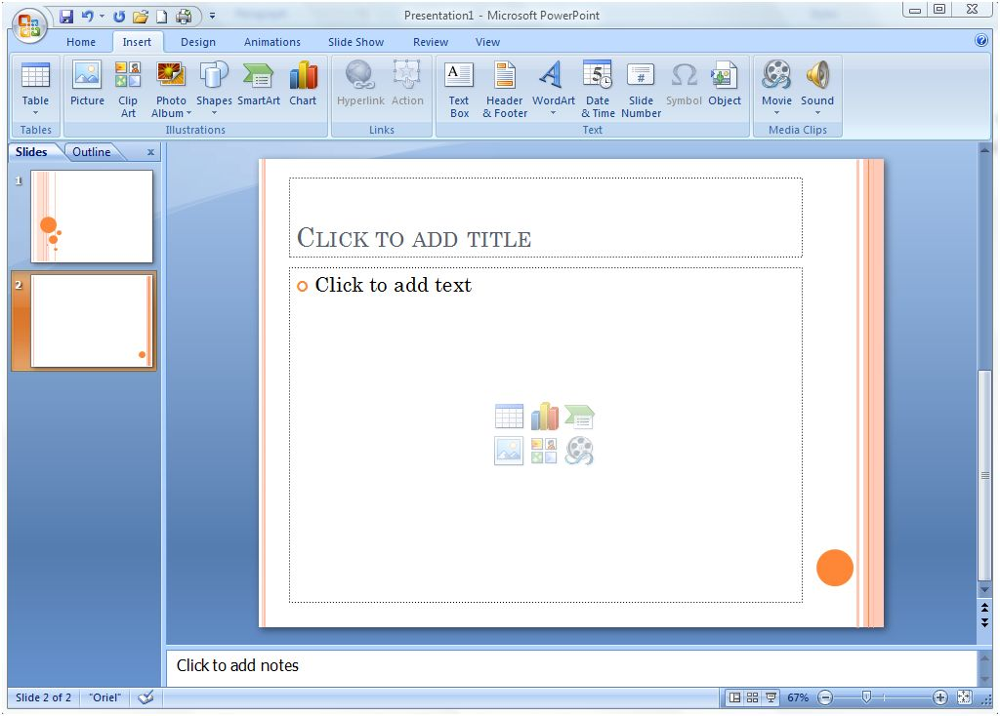 Presentation1 - Microsoft PowerPoint
Home Insert Design Animations Slide Show Review View
Table Picture Clip Art Photo Album Shapes SmartArt Chart Hyperlink Action Text Box Header & Footer WordArt Date & Time Slide Number Symbol Object Movie Sound
Tables Illustrations Links Text Media Clips
Slides Outline x
1
2
CLICK TO ADD TITLE
Click to add text
Click to add notes
Slide 2 of 2 "Oriel" 67%